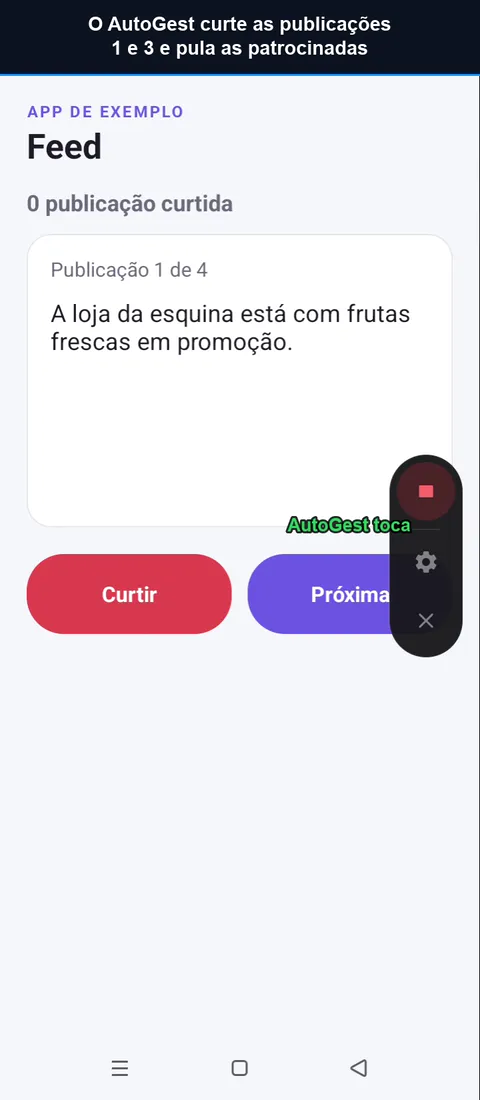 O AutoGest curte as publicações
1 e 3 e pula as patrocinadas
APP DE EXEMPLO
Feed
0 publicação curtida
Publicação 1 de 4
A loja da esquina está com frutas
frescas em promoção.
AutoGest toca
Curtir
Próxima